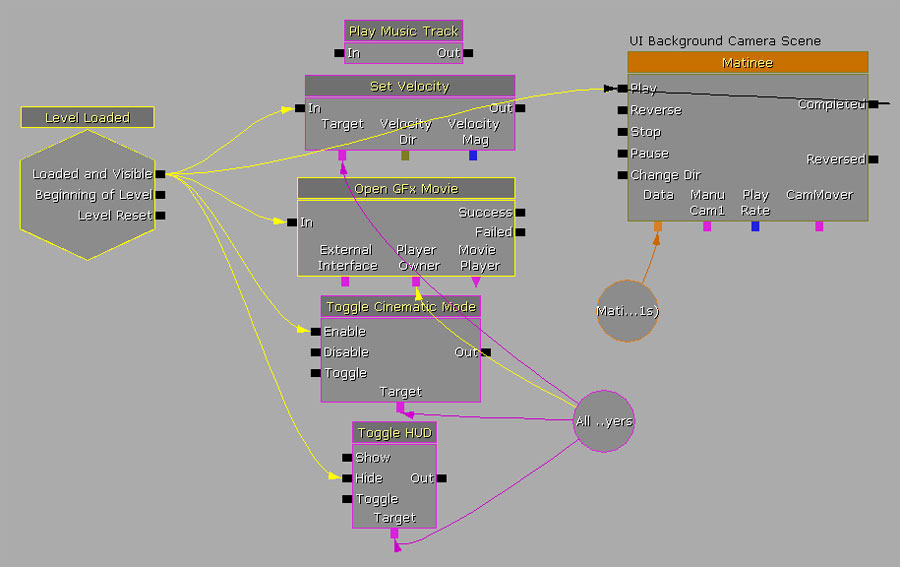 Play Music Track
In Out
UI Background Camera Scene
Matinee
Play
Completed
Reverse
Stop
Pause
Reversed
Change Dir
Data Manu Play CamMover
Cam1 Rate
Set Velocity
In Out
Target Velocity Velocity
Dir Mag
Level Loaded
Loaded and Visible
Beginning of Level
Level Reset
Open GFx Movie
Success
In
Failed
External Player Movie
Interface Owner Player
Mati...1s)
Toggle Cinematic Mode
Enable
Disable Out
Toggle
Target
All ..yers
Toggle HUD
Show
Hide Out
Toggle
Target